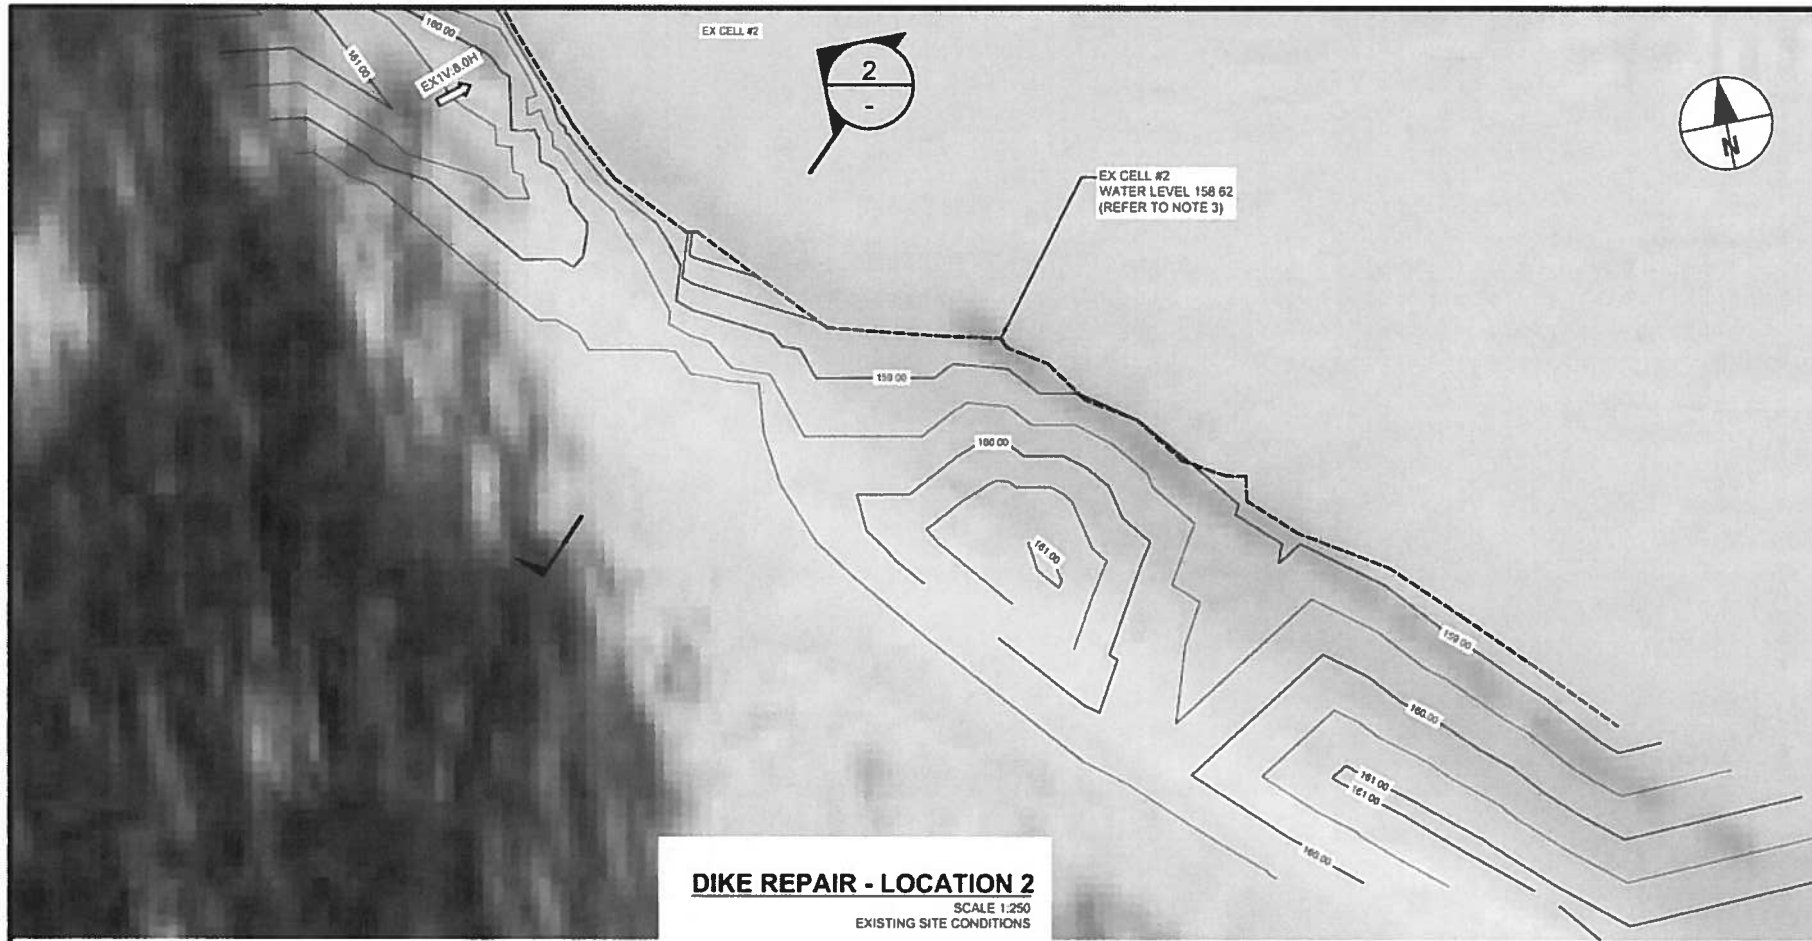 EX CELL #2
160.00
161.00
EX1V:8.0H
2
-
N
EX CELL #2
WATER LEVEL 158.62
(REFER TO NOTE 3)
159.00
160.00
161.00
159.00
160.00
161.00
161.00
160.00
DIKE REPAIR - LOCATION 2
SCALE 1:250
EXISTING SITE CONDITIONS